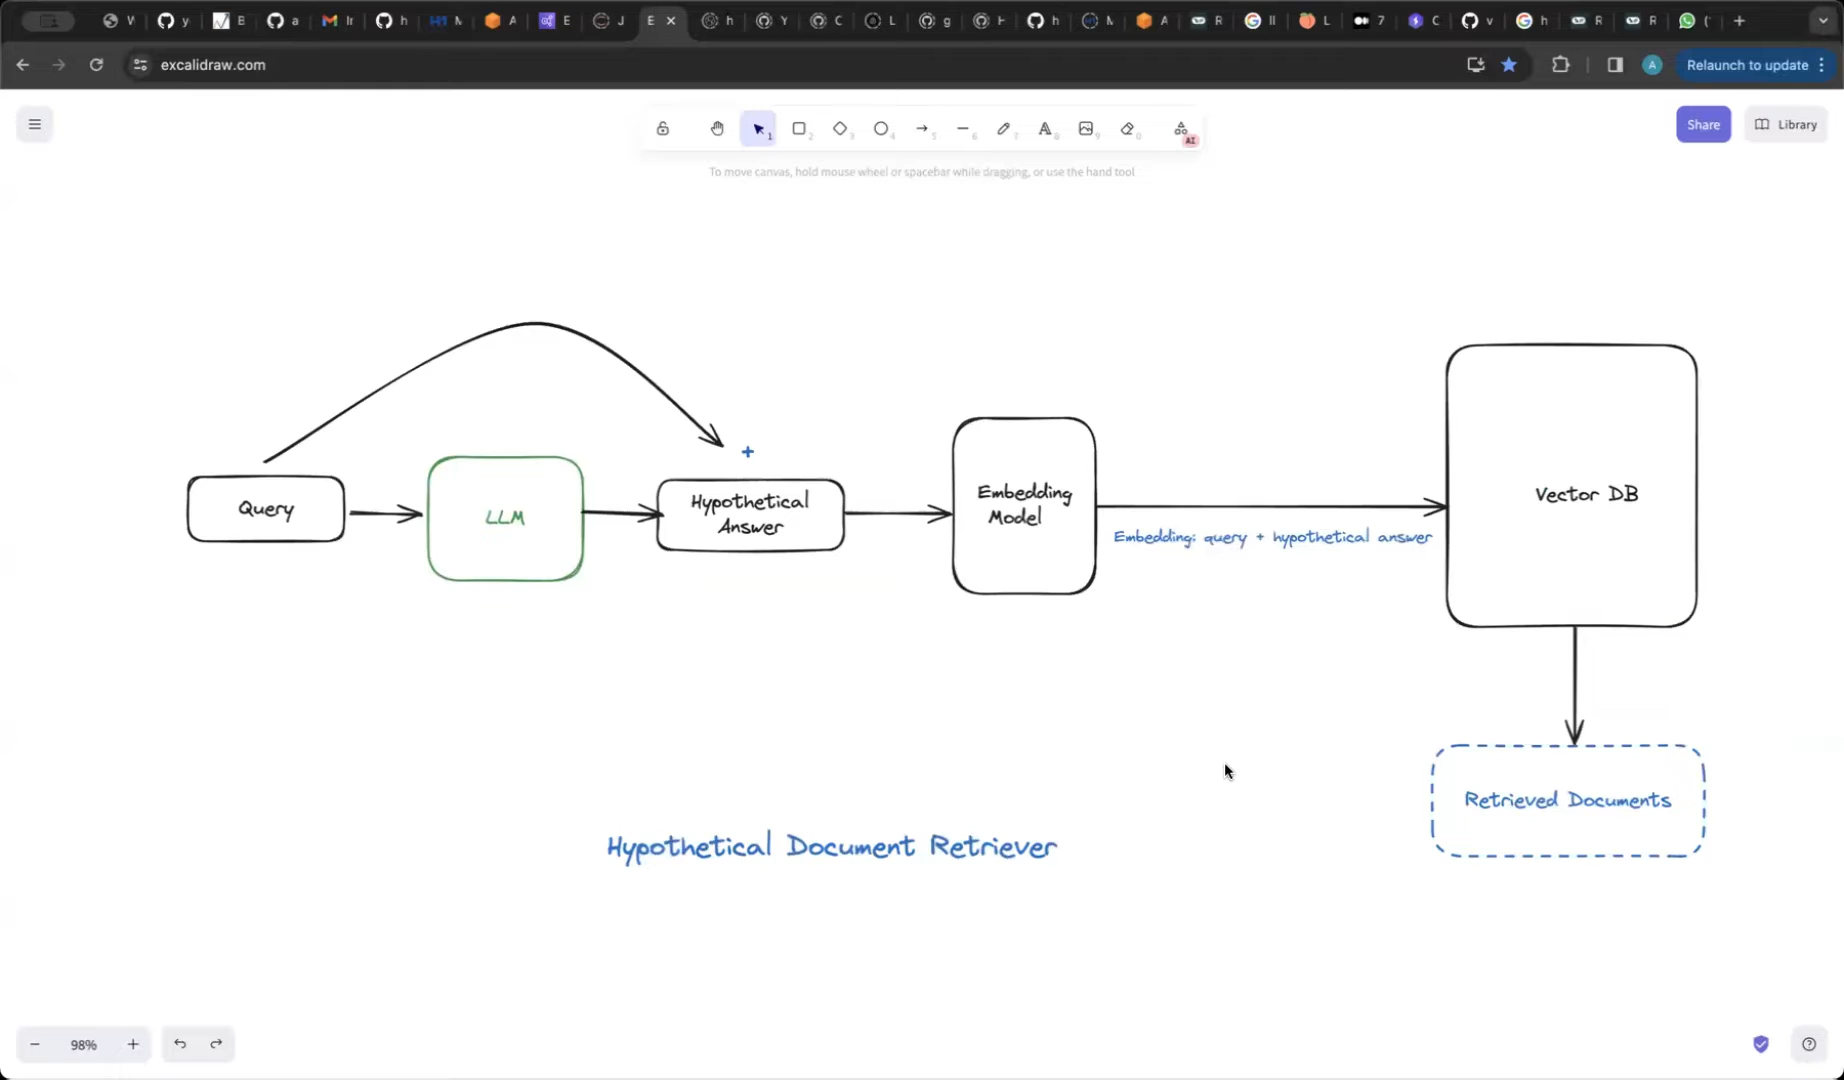 excalidraw.com
Relaunch to update
Share
Library
To move canvas, hold mouse wheel or spacebar while dragging, or use the hand tool
Query
LLM
+
Hypothetical
Answer
Embedding
Model
Embedding: query + hypothetical answer
Vector DB
Retrieved Documents
Hypothetical Document Retriever
98%